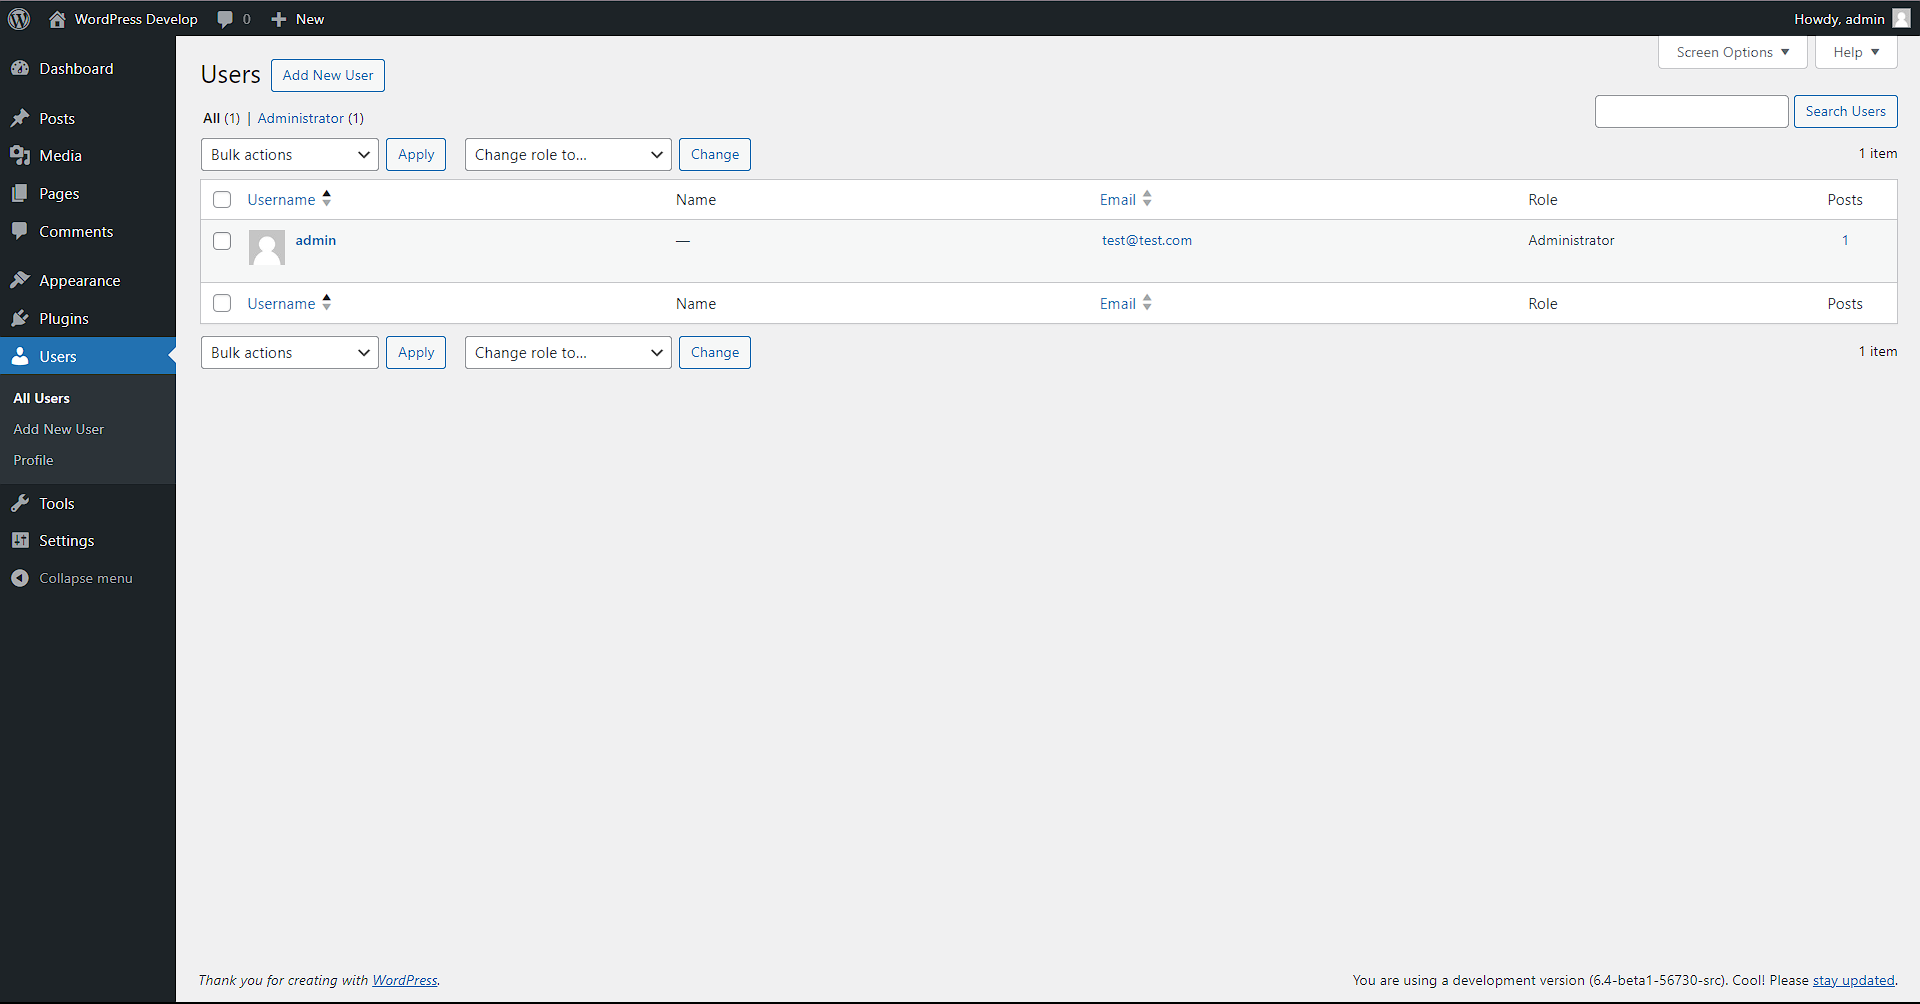 WordPress Develop 0 New Howdy, admin
Dashboard
Posts
Media
Pages
Comments
Appearance
Plugins
Users
All Users
Add New User
Profile
Tools
Settings
Collapse menu
Screen Options Help
Users Add New User
All (1) | Administrator (1)
Search Users
Bulk actions Apply Change role to... Change 1 item
Username Name Email Role Posts
admin — test@test.com Administrator 1
Username Name Email Role Posts
Bulk actions Apply Change role to... Change 1 item
Thank you for creating with WordPress. You are using a development version (6.4-beta1-56730-src). Cool! Please stay updated.